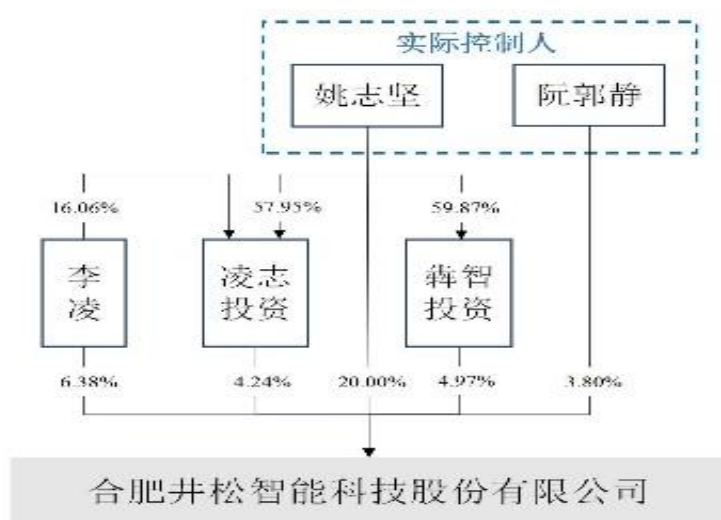 实际控制人
姚志坚
阮郭静
16.06%
57.95%
59.87%
李
凌
凌志
投资
犇智
投资
6.38%
4.24%
20.00%
4.97%
3.80%
合肥井松智能科技股份有限公司